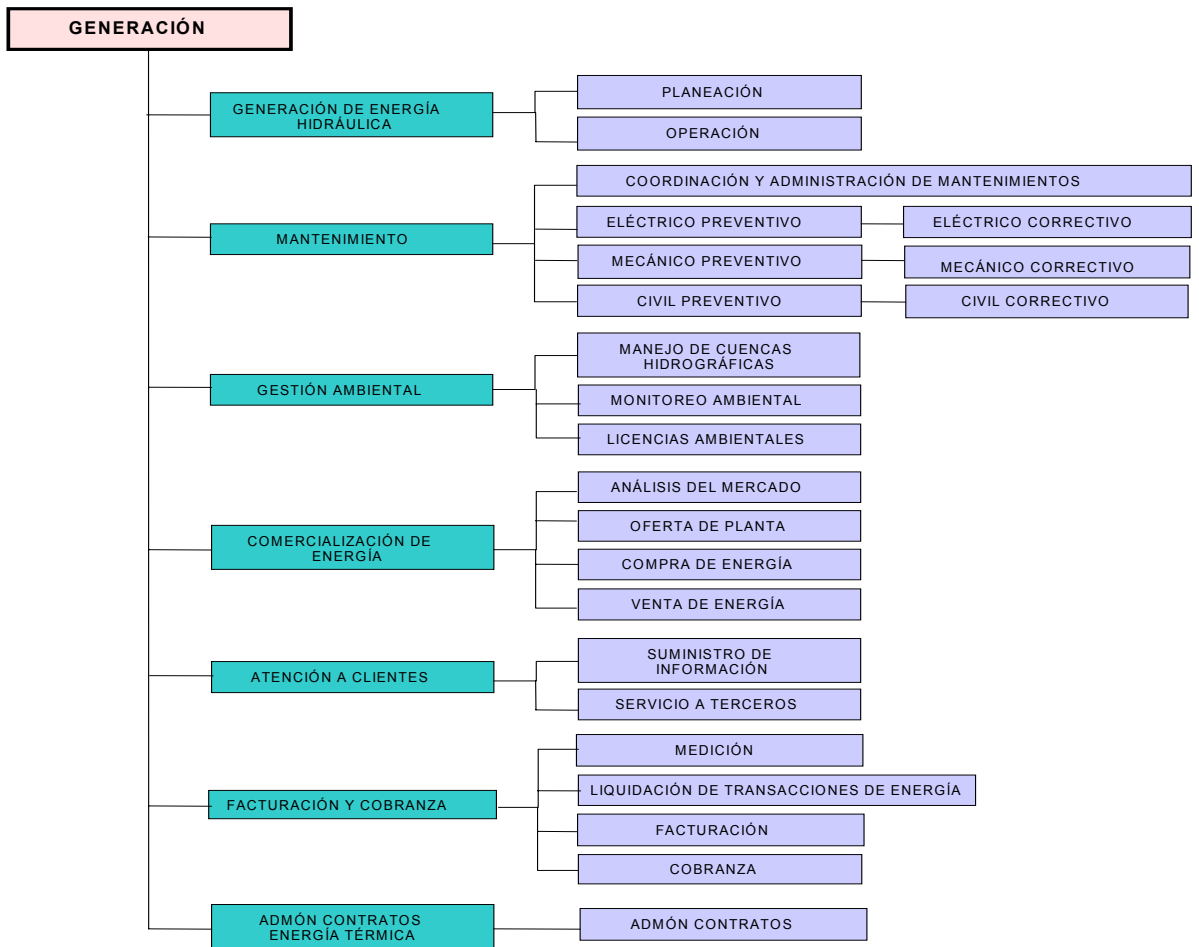 GENERACIÓN
GENERACIÓN DE ENERGÍA
HIDRÁULICA
PLANEACIÓN
OPERACIÓN
MANTENIMIENTO
COORDINACIÓN Y ADMINISTRACIÓN DE MANTENIMIENTOS
ELÉCTRICO PREVENTIVO
ELÉCTRICO CORRECTIVO
MECÁNICO PREVENTIVO
MECÁNICO CORRECTIVO
CIVIL PREVENTIVO
CIVIL CORRECTIVO
GESTIÓN AMBIENTAL
MANEJO DE CUENCAS
HIDROGRÁFICAS
MONITOREO AMBIENTAL
LICENCIAS AMBIENTALES
COMERCIALIZACIÓN DE
ENERGÍA
ANÁLISIS DEL MERCADO
OFERTA DE PLANTA
COMPRA DE ENERGÍA
VENTA DE ENERGÍA
ATENCIÓN A CLIENTES
SUMINISTRO DE
INFORMACIÓN
SERVICIO A TERCEROS
FACTURACIÓN Y COBRANZA
MEDICIÓN
LIQUIDACIÓN DE TRANSACCIONES DE ENERGÍA
FACTURACIÓN
COBRANZA
ADMÓN CONTRATOS
ENERGÍA TÉRMICA
ADMÓN CONTRATOS